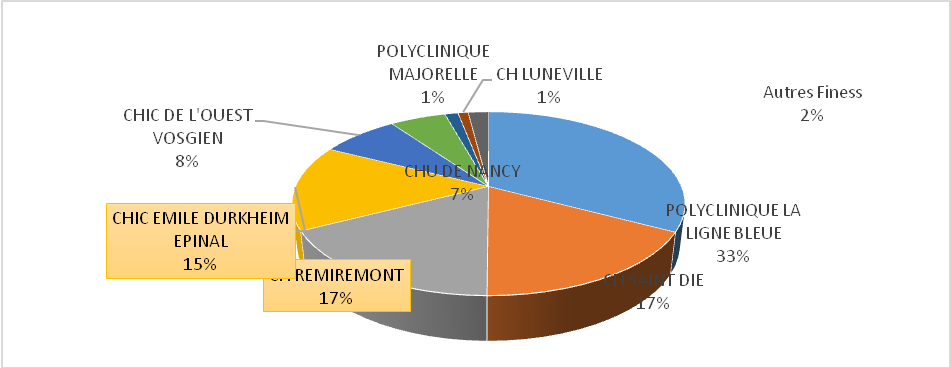 POLYCLINIQUE
MAJORELLE
1%
CH LUNEVILLE
1%
Autres Finess
2%
CHIC DE L'OUEST
VOSGIEN
8%
CHU DE NANCY
7%
POLYCLINIQUE LA
LIGNE BLEUE
33%
CHIC EMILE DURKHEIM
EPINAL
15%
REMIREMONT
17%
DIE
17%